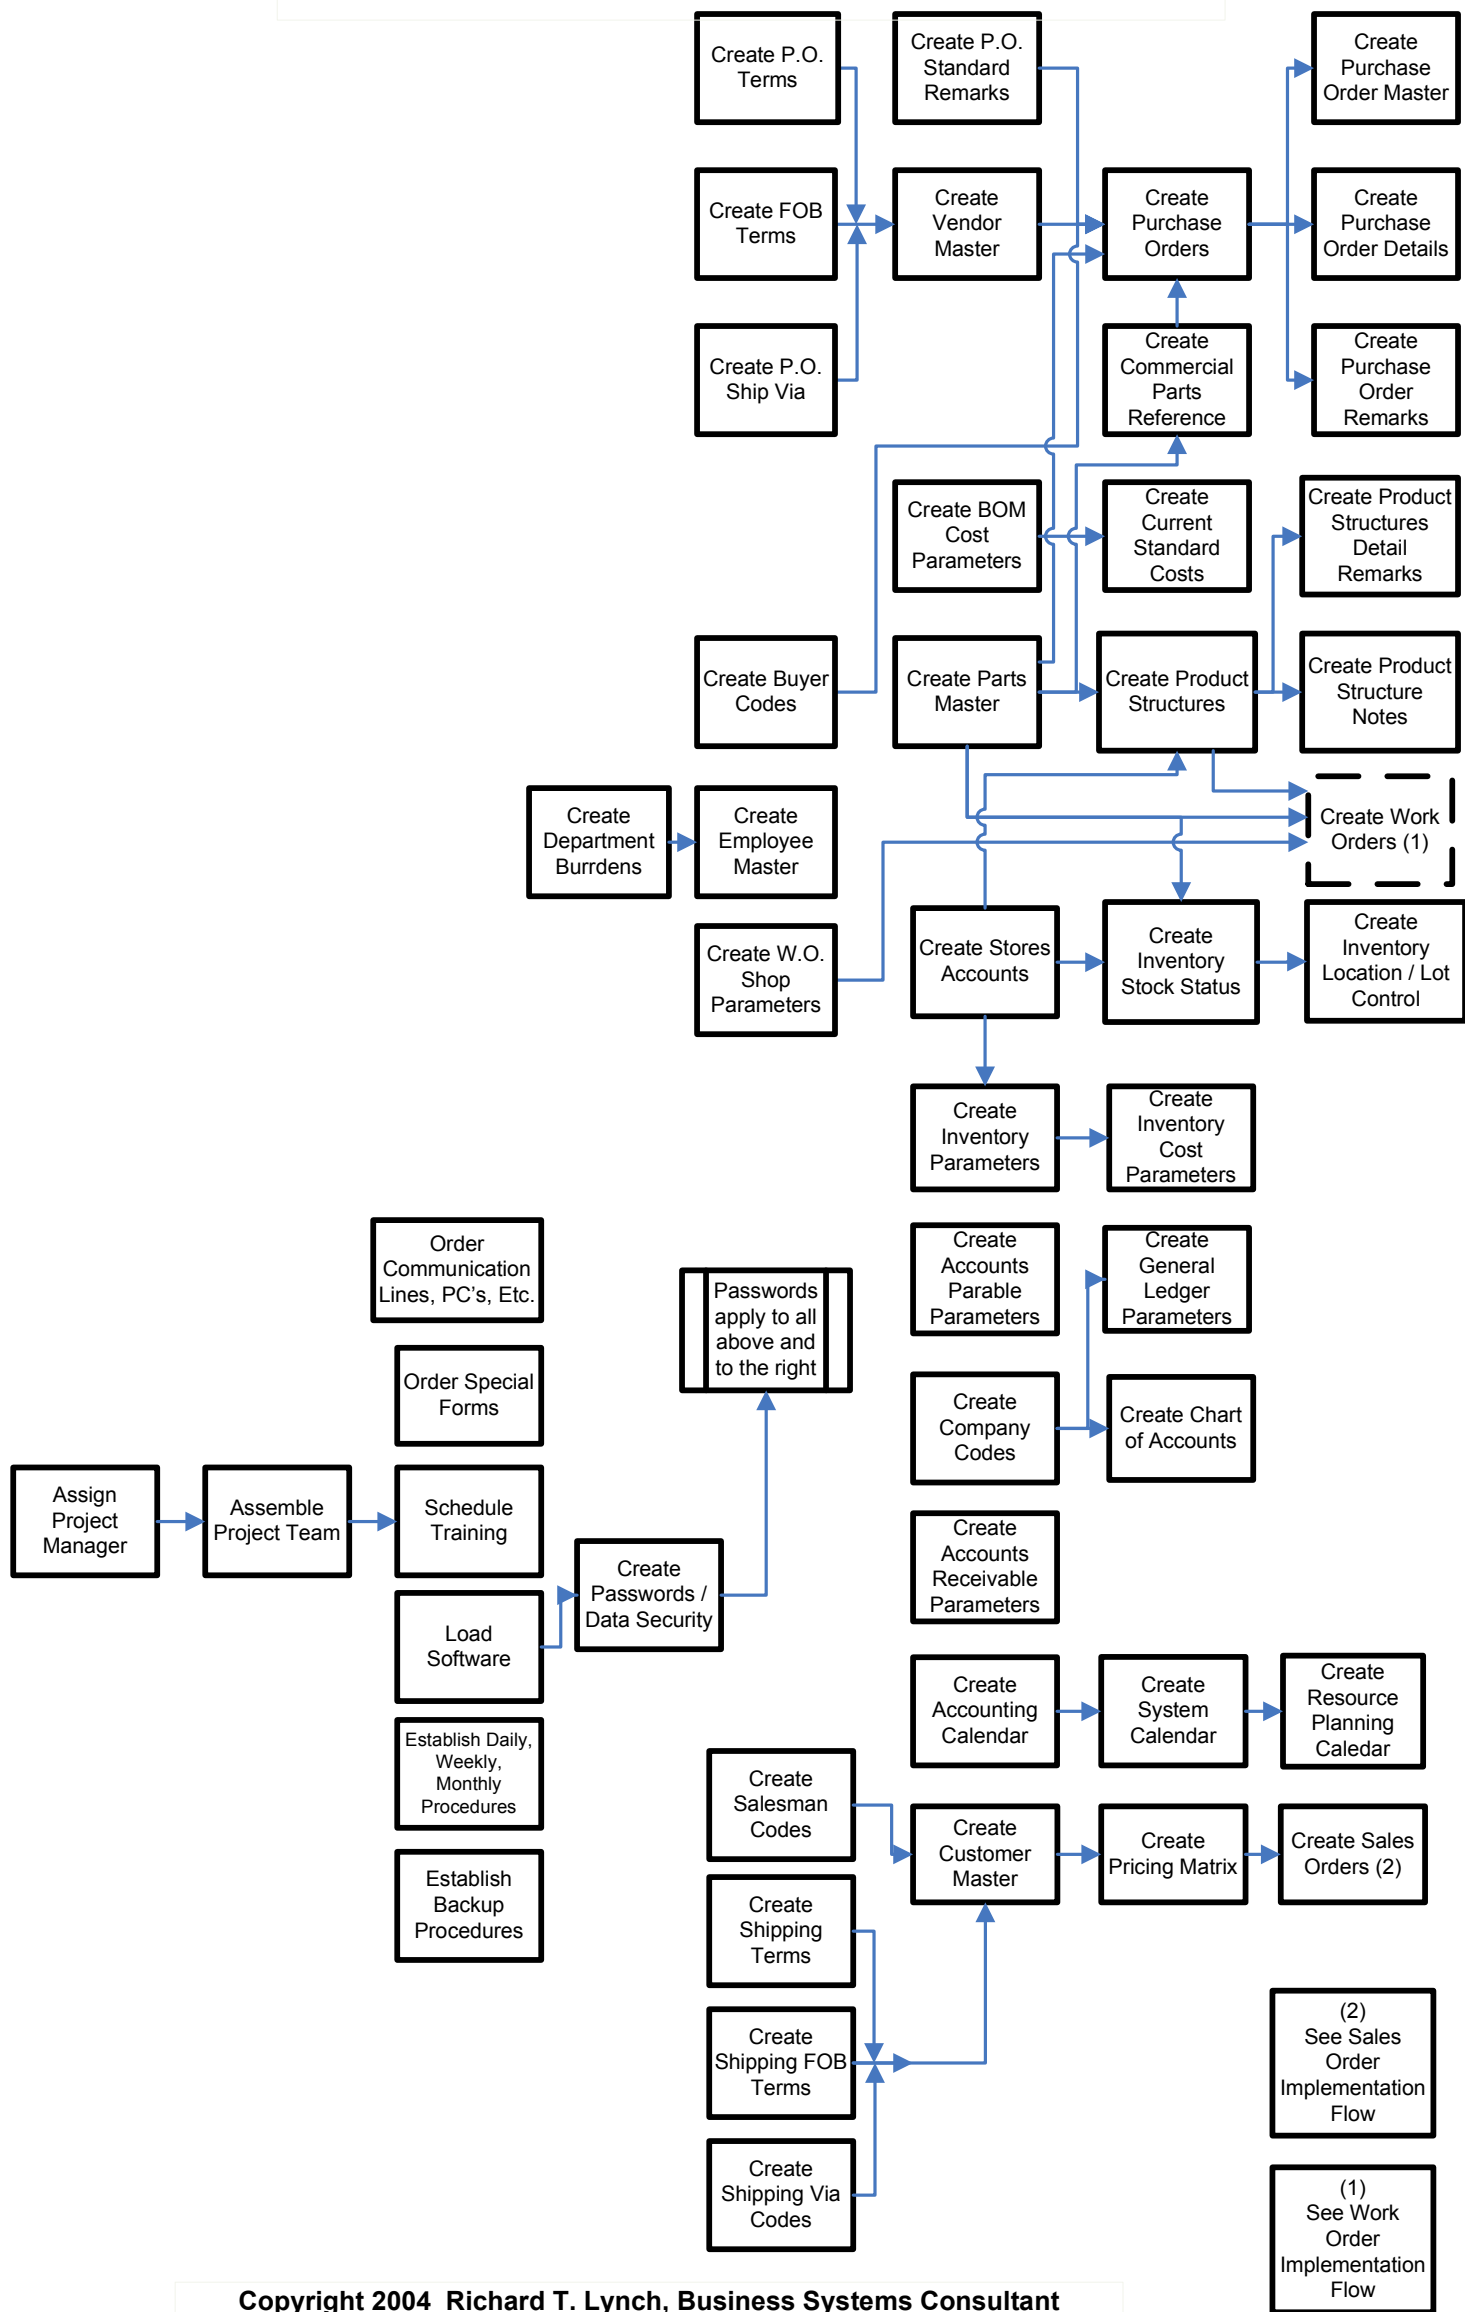 Create P.O.
Terms
Create P.O.
Standard
Remarks
Create
Purchase
Order Master
Create FOB
Terms
Create
Vendor
Master
Create
Purchase
Orders
Create
Purchase
Order Details
Create P.O.
Ship Via
Create
Commercial
Parts
Reference
Create
Purchase
Order
Remarks
Create BOM
Cost
Parameters
Create
Current
Standard
Costs
Create Product
Structures
Detail
Remarks
Create Buyer
Codes
Create Parts
Master
Create Product
Structures
Create Product
Structure
Notes
Create
Department
Burrdens
Create
Employee
Master
Create Work
Orders (1)
Create W.O.
Shop
Parameters
Create Stores
Accounts
Create
Inventory
Stock Status
Create
Inventory
Location / Lot
Control
Create
Inventory
Parameters
Create
Inventory
Cost
Parameters
Order
Communication
Lines, PC's, Etc.
Passwords
apply to all
above and
to the right
Create
Accounts
Parable
Parameters
Create
General
Ledger
Parameters
Order Special
Forms
Create
Company
Codes
Create Chart
of Accounts
Assign
Project
Manager
Assemble
Project Team
Schedule
Training
Create
Passwords /
Data Security
Create
Accounts
Receivable
Parameters
Load
Software
Create
Accounting
Calendar
Create
System
Calendar
Create
Resource
Planning
Caledar
Establish Daily,
Weekly,
Monthly
Procedures
Create
Salesman
Codes
Create
Customer
Master
Create
Pricing Matrix
Create Sales
Orders (2)
Establish
Backup
Procedures
Create
Shipping
Terms
Create
Shipping FOB
Terms
(2)
See Sales
Order
Implementation
Flow
Create
Shipping Via
Codes
(1)
See Work
Order
Implementation
Flow
Copyright 2004  Richard T. Lynch, Business Systems Consultant